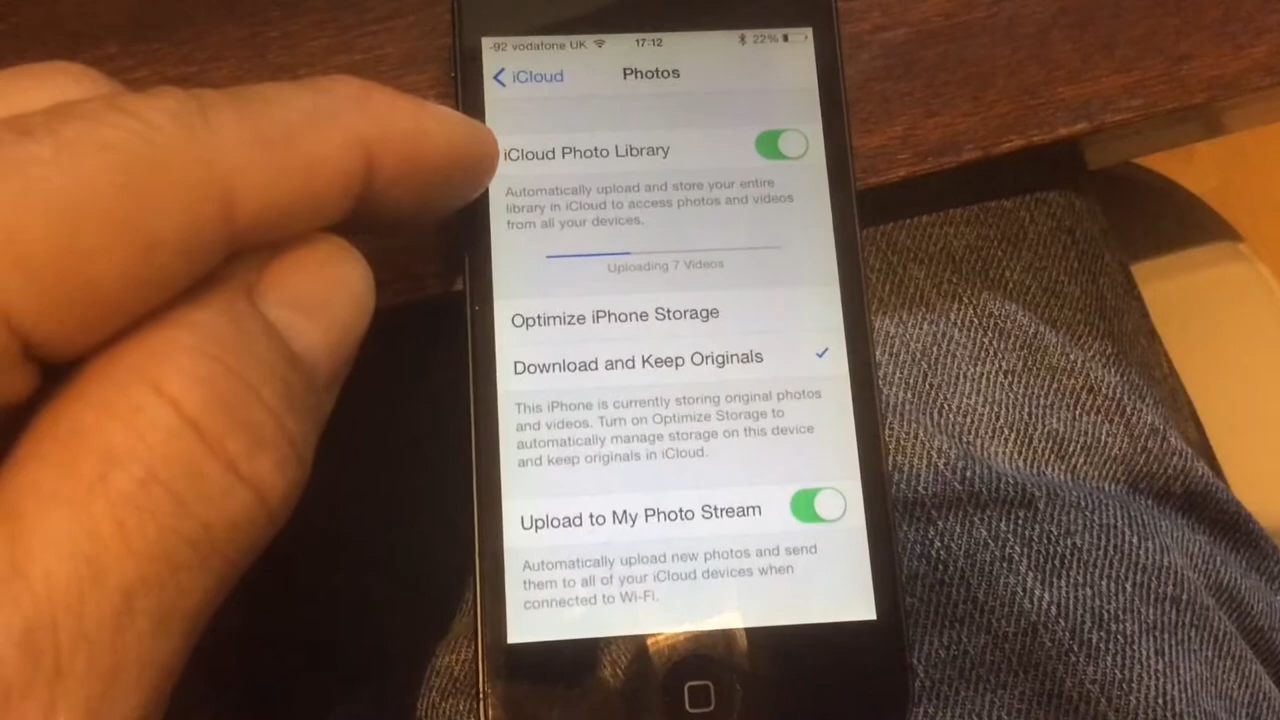 -92 vodafone UK 17:12 22%
iCloud Photos
iCloud Photo Library
Automatically upload and store your entire
library in iCloud to access photos and videos
from all your devices.
Uploading 7 Videos
Optimize iPhone Storage
Download and Keep Originals
This iPhone is currently storing original photos
and videos. Turn on Optimize Storage to
automatically manage storage on this device
and keep originals in iCloud.
Upload to My Photo Stream
Automatically upload new photos and send
them to all of your iCloud devices when
connected to Wi-Fi.